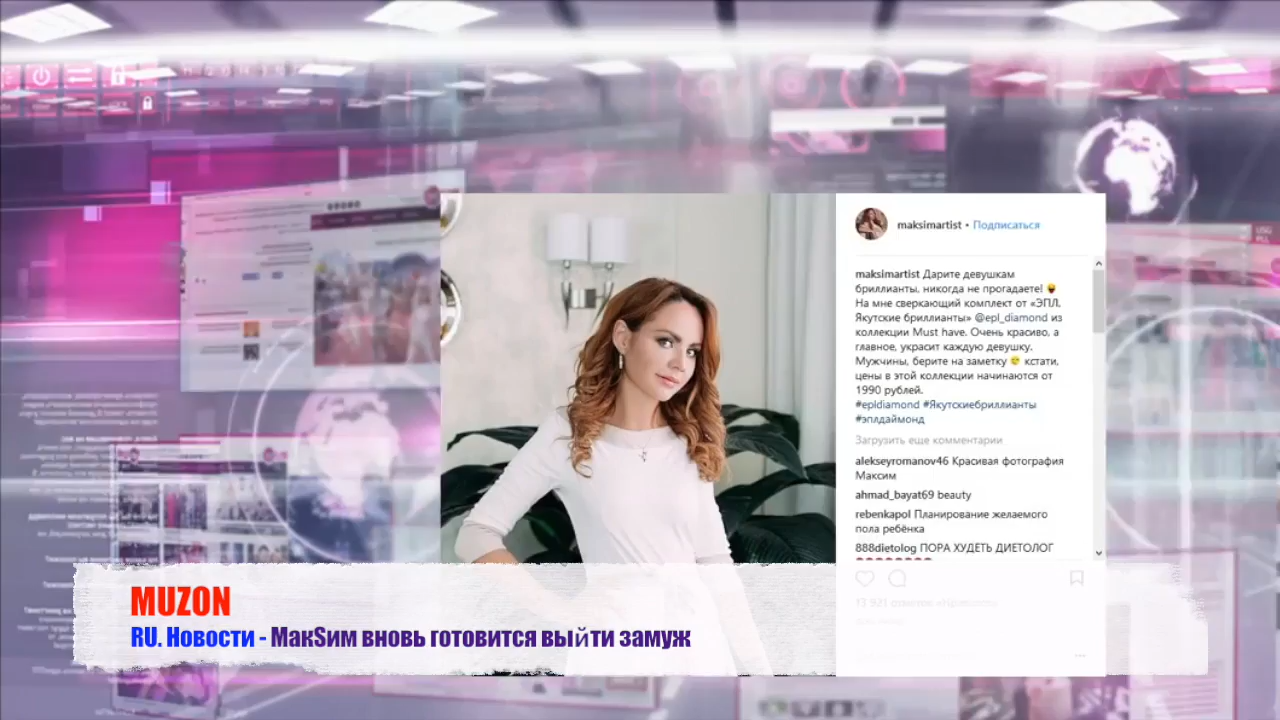 maksimartist • Подписаться
maksimartist Дарите девушкам
бриллианты, никогда не прогадаете!
На мне сверкающий комплект от «ЭПЛ.
Якутские бриллианты» @epl_diamond из
коллекции Must have. Очень красиво, а
главное, украсит каждую девушку.
Мужчины, берите на заметку кстати,
цены в этой коллекции начинаются от
1990 рублей.
#epldiamond #Якутскиебриллианты
#эплдаймонд
Загрузить еще комментарии
alekseyromanov46 Красивая фотография
Максим
ahmad_bayat69 beauty
rebenkapol Планирование желаемого
пола ребёнка
888dietolog ПОРА ХУДЕТЬ ДИЕТОЛОГ
MUZON
RU. Новости - МакSим вновь готовится выйти замуж